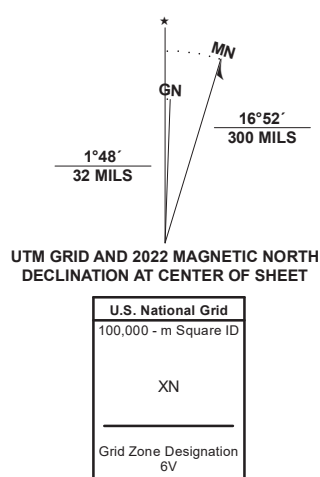 MN
GN
1°48´
32 MILS
16°52´
300 MILS
UTM GRID AND 2022 MAGNETIC NORTH
DECLINATION AT CENTER OF SHEET
U.S. National Grid
100,000 - m Square ID
XN
Grid Zone Designation
6V